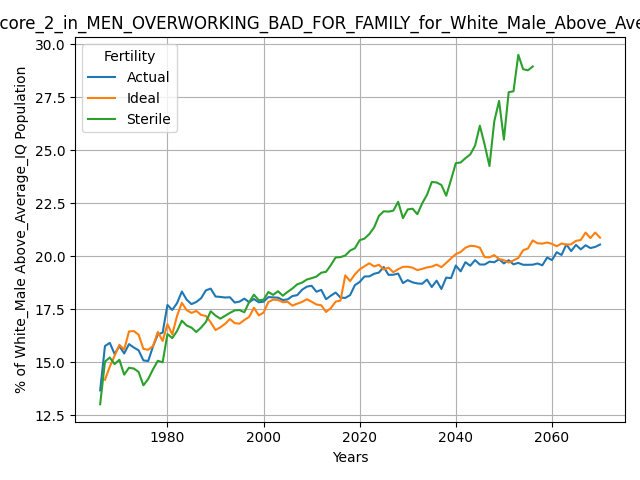 core_2_in_MEN_OVERWORKING_BAD_FOR_FAMILY_for_White_Male_Above_Ave
Fertility
Actual
Ideal
Sterile
% of White_Male Above_Average_IQ Population
30.0
27.5
25.0
22.5
20.0
17.5
15.0
12.5
1980 2000 2020 2040 2060
Years